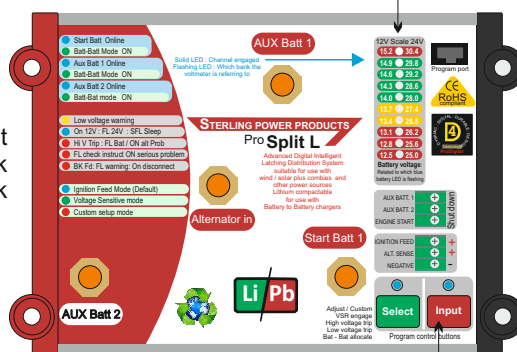 t
k
k
Start Batt Online
Batt-Batt Mode ON
Aux Batt 1 Online
Batt-Bat Mode ON
Aux Batt 2 Online
Batt-Bat mode ON
Low voltage warning
On 12V : FL 24V : SFL Sleep
Hi V Trip : FL Bat / ON alt Prob
FL check instruct ON serious problem
BK Fd: FL warning: On disconnect
Ignition Feed Mode (Default)
Voltage Sensitive mode
Custom setup mode
AUX Batt 2
AUX Batt 1
Solid LED : Channel engaged
Flashing LED : Which bank the
voltmeter is referring to
STERLING POWER PRODUCTS
Pro Split L
Advanced Digital Intelligent
Latching Distribution System
suitable for use with
wind / solar plus combies and
other power sources
Lithium compactable
for use with
Battery to Battery chargers
Alternator in
Start Batt 1
Li Pb
12V Scale 24V
15.2 30.4
14.9 29.8
14.6 29.2
14.3 28.6
14.0 28.0
13.7 27.4
13.4 26.8
13.1 26.2
12.8 25.6
12.5 25.0
Battery voltage
Related to which blue
battery LED is flashing
Program port
CE
RoHS
compliant
D4
ProDigital
AUX BATT. 1
AUX BATT. 2
ENGINE START
Shut down
IGNITION FEED +
ALT. SENSE +
NEGATIVE -
Adjust / Custom
VSR engage
High voltage trip
Low voltage trip
Bat - Batt allocate
Select
Input
Program control buttons